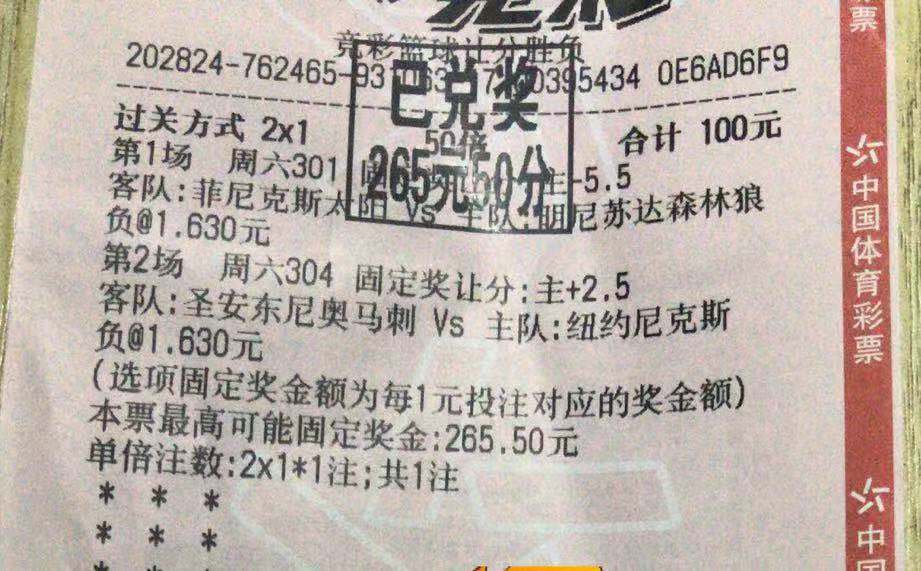 竞彩篮球让分胜负
202824-762465-93 395434 0E6AD6F9
已兑奖
265元50分
过关方式 2x1 50倍 合计 100元
第1场 周六301 主-5.5
客队:菲尼克斯太阳 Vs 主队:明尼苏达森林狼
负@1.630元
第2场 周六304 固定奖让分:主+2.5
客队:圣安东尼奥马刺 Vs 主队:纽约尼克斯
负@1.630元
(选项固定奖金额为每1元投注对应的奖金额)
本票最高可能固定奖金:265.50元
单倍注数:2x1*1注;共1注
* * *
* * *
* * *
票
中国体育彩票
中国